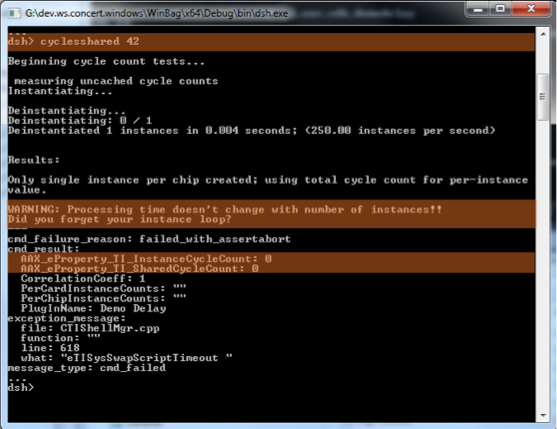 G:\dev.ws.concert.windows\WinBag\x64\Debug\bin\dsh.exe
...
dsh> cyclesshared 42
Beginning cycle count tests...
measuring uncached cycle counts
Instantiating...
Deinstantiating...
Deinstantiating: 0 / 1
Deinstantiated 1 instances in 0.004 seconds; (250.00 instances per second)
Results:
Only single instance per chip created; using total cycle count for per-instance
value.
WARNING: Processing time doesn't change with number of instances!!
Did you forget your instance loop?
---
cmd_failure_reason: failed_with_assertabort
cmd_result:
AAX_eProperty_TI_InstanceCycleCount: 0
AAX_eProperty_TI_SharedCycleCount: 0
CorrelationCoeff: 1
PerCardInstanceCounts: ""
PerChipInstanceCounts: ""
PlugInName: Demo Delay
exception_message:
file: CTIShellMgr.cpp
function: ""
line: 618
what: "eTISysSwapScriptTimeout "
message_type: cmd_failed
...
dsh>